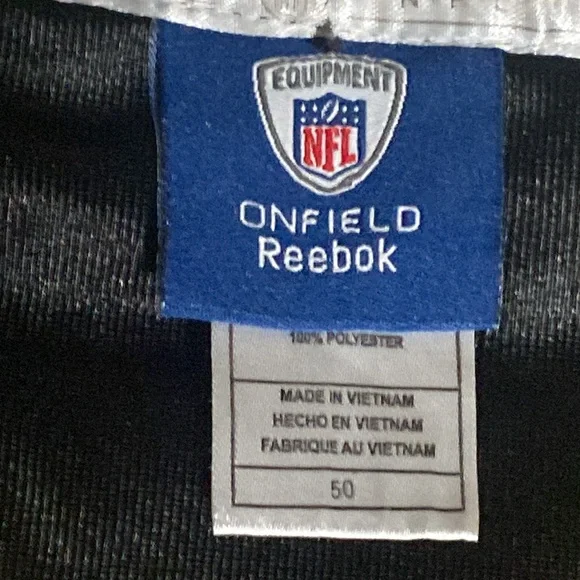 EQUIPMENT
NFL
ONFIELD
Reebok
100% POLYESTER
MADE IN VIETNAM
HECHO EN VIETNAM
FABRIQUE AU VIETNAM
50